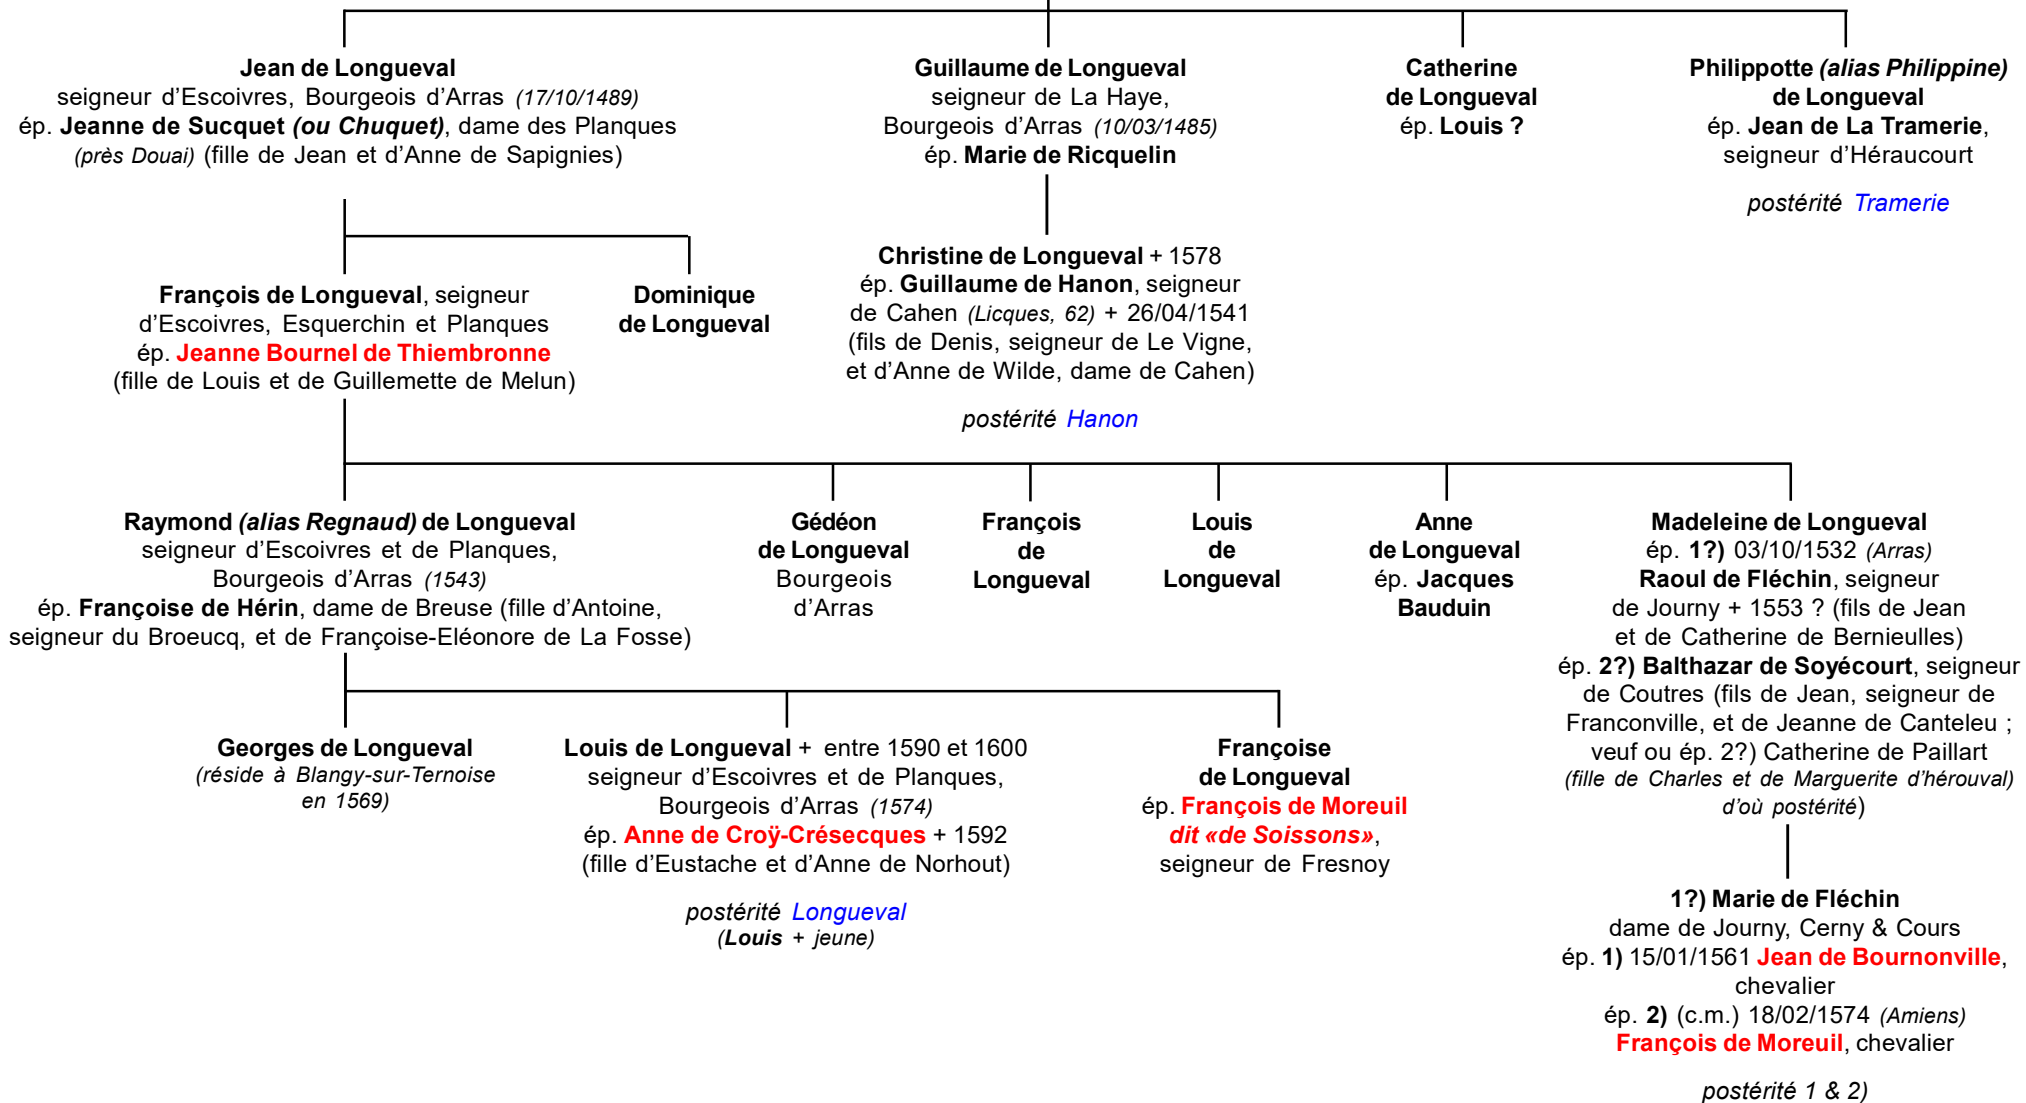 Jean de Longueval
seigneur d'Escoivres, Bourgeois d'Arras (17/10/1489)
ép. Jeanne de Sucquet (ou Chuquet), dame des Planques
(près Douai) (fille de Jean et d'Anne de Sapignies)
Guillaume de Longueval
seigneur de La Haye,
Bourgeois d'Arras (10/03/1485)
ép. Marie de Ricquelin
Catherine
de Longueval
ép. Louis ?
Philippotte (alias Philippine)
de Longueval
ép. Jean de La Tramerie,
seigneur d'Héraucourt
postérité Tramerie
François de Longueval, seigneur
d'Escoivres, Esquerchin et Planques
ép. Jeanne Bournel de Thiembronne
(fille de Louis et de Guillemette de Melun)
Dominique
de Longueval
Christine de Longueval + 1578
ép. Guillaume de Hanon, seigneur
de Cahen (Licques, 62) + 26/04/1541
(fils de Denis, seigneur de Le Vigne,
et d'Anne de Wilde, dame de Cahen)
postérité Hanon
Raymond (alias Regnaud) de Longueval
seigneur d'Escoivres et de Planques,
Bourgeois d'Arras (1543)
ép. Françoise de Hérin, dame de Breuse (fille d'Antoine,
seigneur du Broeucq, et de Françoise-Eléonore de La Fosse)
Gédéon
de Longueval
Bourgeois
d'Arras
François
de
Longueval
Louis
de
Longueval
Anne
de Longueval
ép. Jacques
Bauduin
Madeleine de Longueval
ép. 1?) 03/10/1532 (Arras)
Raoul de Fléchin, seigneur
de Journy + 1553 ? (fils de Jean
et de Catherine de Bernieulles)
ép. 2?) Balthazar de Soyécourt, seigneur
de Coutres (fils de Jean, seigneur de
Franconville, et de Jeanne de Canteleu ;
veuf ou ép. 2?) Catherine de Paillart
(fille de Charles et de Marguerite d'hérouval)
d'où postérité)
Georges de Longueval
(réside à Blangy-sur-Ternoise
en 1569)
Louis de Longueval + entre 1590 et 1600
seigneur d'Escoivres et de Planques,
Bourgeois d'Arras (1574)
ép. Anne de Croÿ-Crésecques + 1592
(fille d'Eustache et d'Anne de Norhout)
postérité Longueval
(Louis + jeune)
Françoise
de Longueval
ép. François de Moreuil
dit «de Soissons»,
seigneur de Fresnoy
1?) Marie de Fléchin
dame de Journy, Cerny & Cours
ép. 1) 15/01/1561 Jean de Bournonville,
chevalier
ép. 2) (c.m.) 18/02/1574 (Amiens)
François de Moreuil, chevalier
postérité 1 & 2)